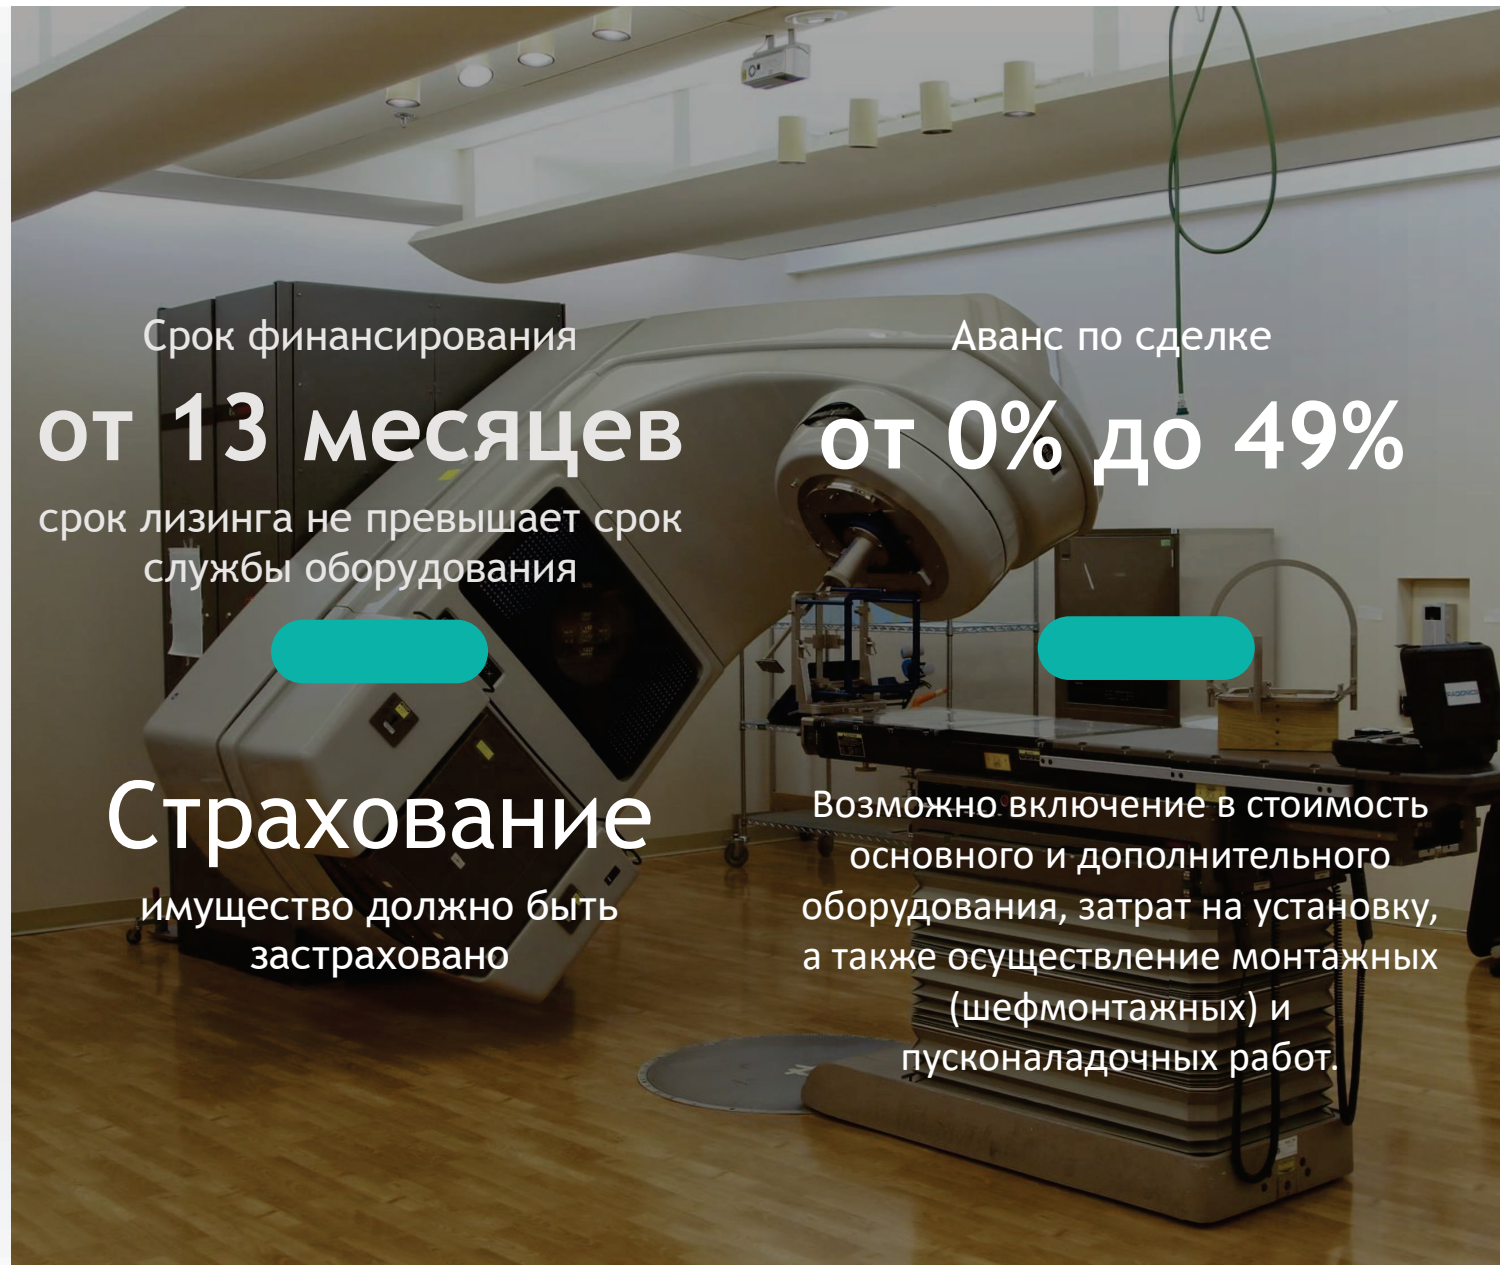 Срок финансирования
от 13 месяцев
срок лизинга не превышает срок
службы оборудования
Аванс по сделке
от 0% до 49%
Страхование
имущество должно быть
застраховано
Возможно включение в стоимость
основного и дополнительного
оборудования, затрат на установку,
а также осуществление монтажных
(шефмонтажных) и
пусконаладочных работ.